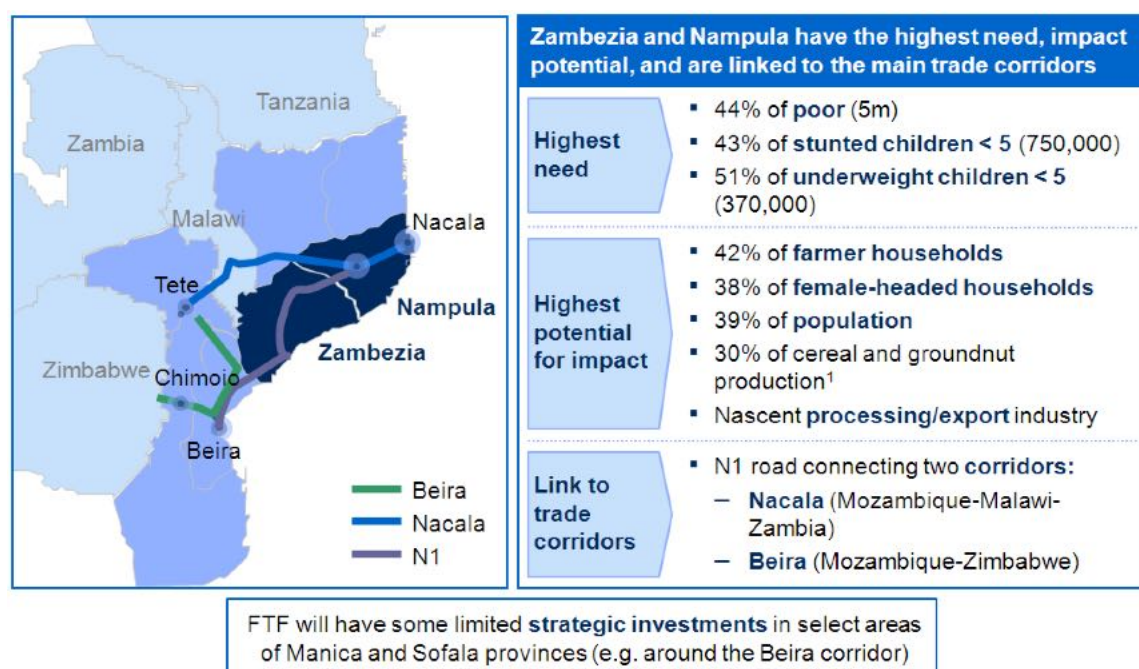 Tanzania
Zambia
Malawi
Nacala
Tete
Nampula
Zambezia
Zimbabwe
Chimoio
Beira
Beira
Nacala
N1
Zambezia and Nampula have the highest need, impact
potential, and are linked to the main trade corridors
Highest
need
▪ 44% of poor (5m)
▪ 43% of stunted children < 5 (750,000)
▪ 51% of underweight children < 5
(370,000)
Highest
potential
for impact
▪ 42% of farmer households
▪ 38% of female-headed households
▪ 39% of population
▪ 30% of cereal and groundnut
production¹
▪ Nascent processing/export industry
Link to
trade
corridors
▪ N1 road connecting two corridors:
– Nacala (Mozambique-Malawi-
Zambia)
– Beira (Mozambique-Zimbabwe)
FTF will have some limited strategic investments in select areas
of Manica and Sofala provinces (e.g. around the Beira corridor)